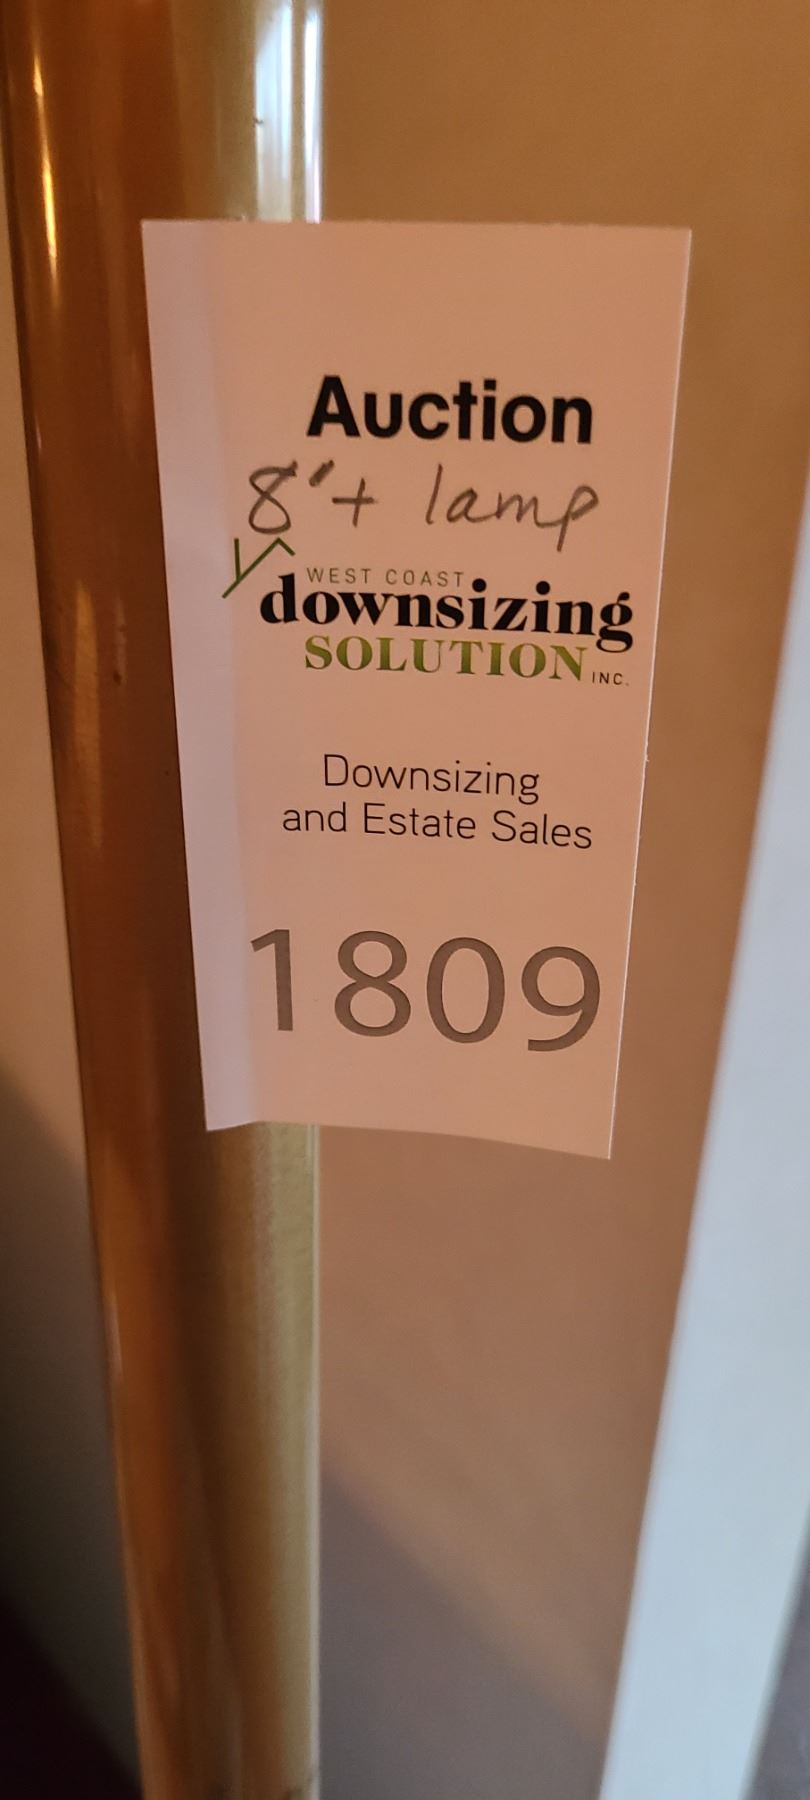 Auction
8'+ lamp
WEST COAST
downsizing
SOLUTION INC.
Downsizing
and Estate Sales
1809